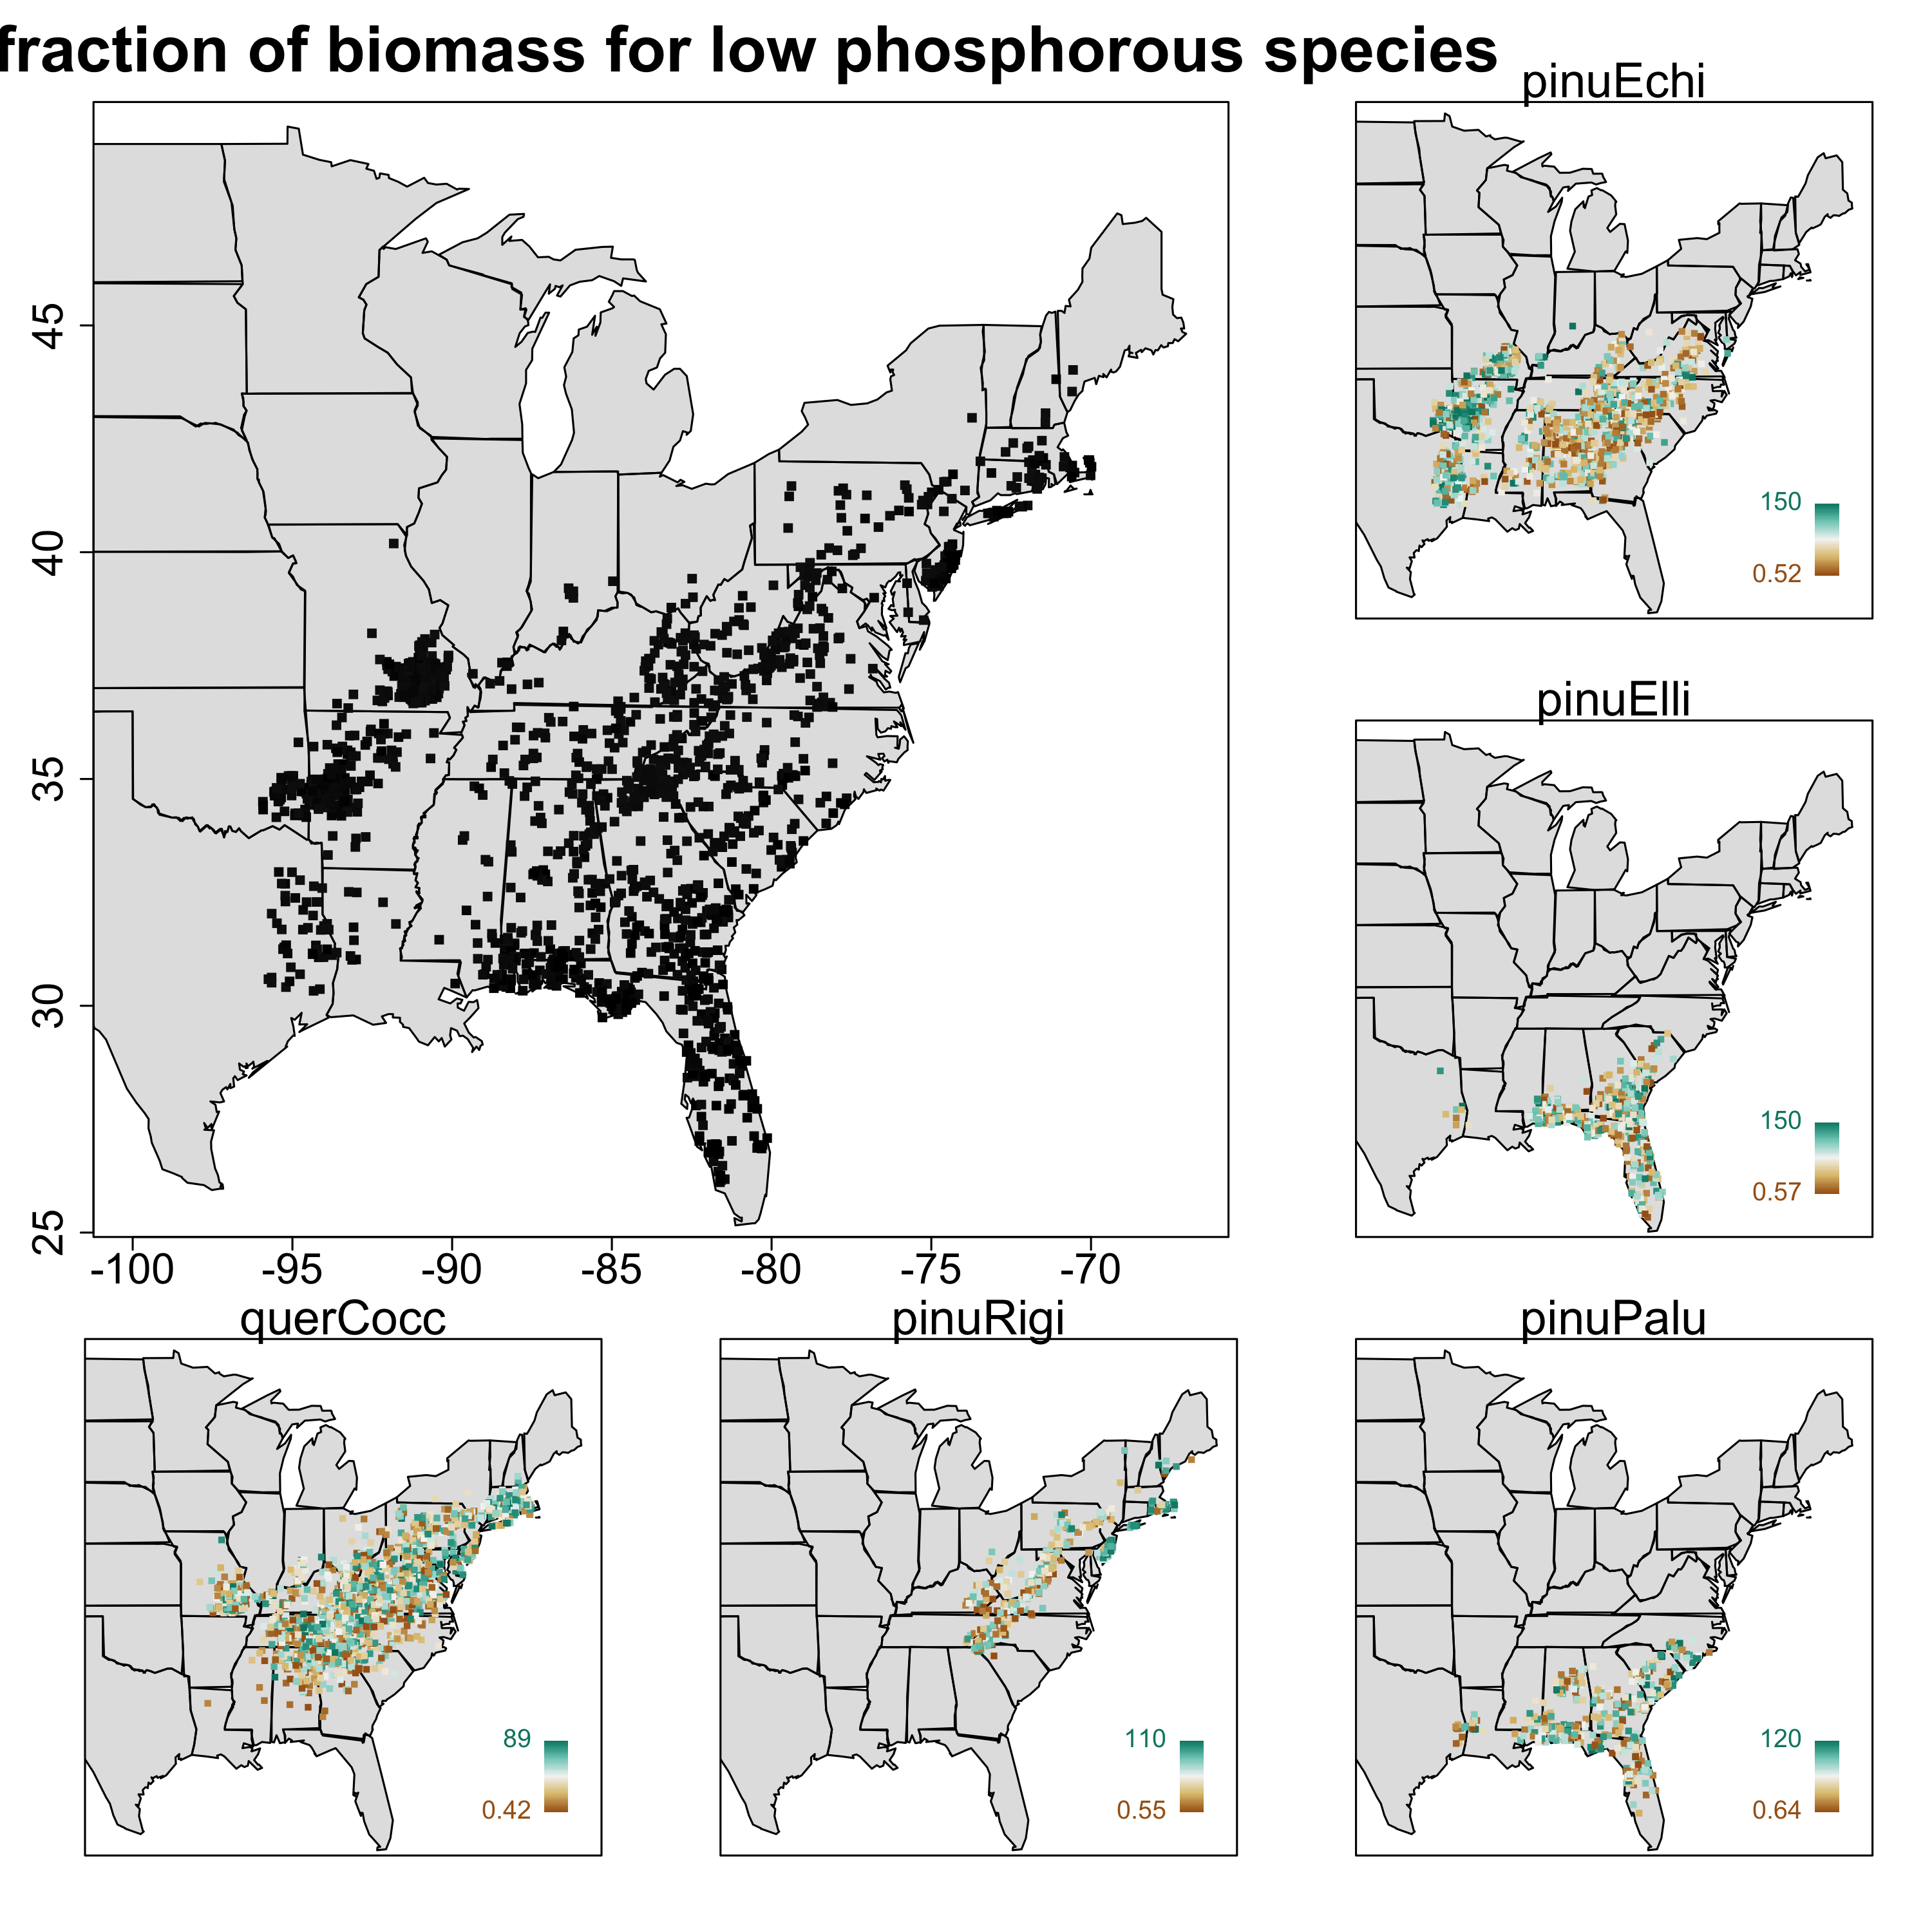 fraction of biomass for low phosphorous species
pinuEchi
45
40
35
30
25
-100 -95 -90 -85 -80 -75 -70
150
0.52
pinuElli
150
0.57
querCocc
89
0.42
pinuRigi
110
0.55
pinuPalu
120
0.64